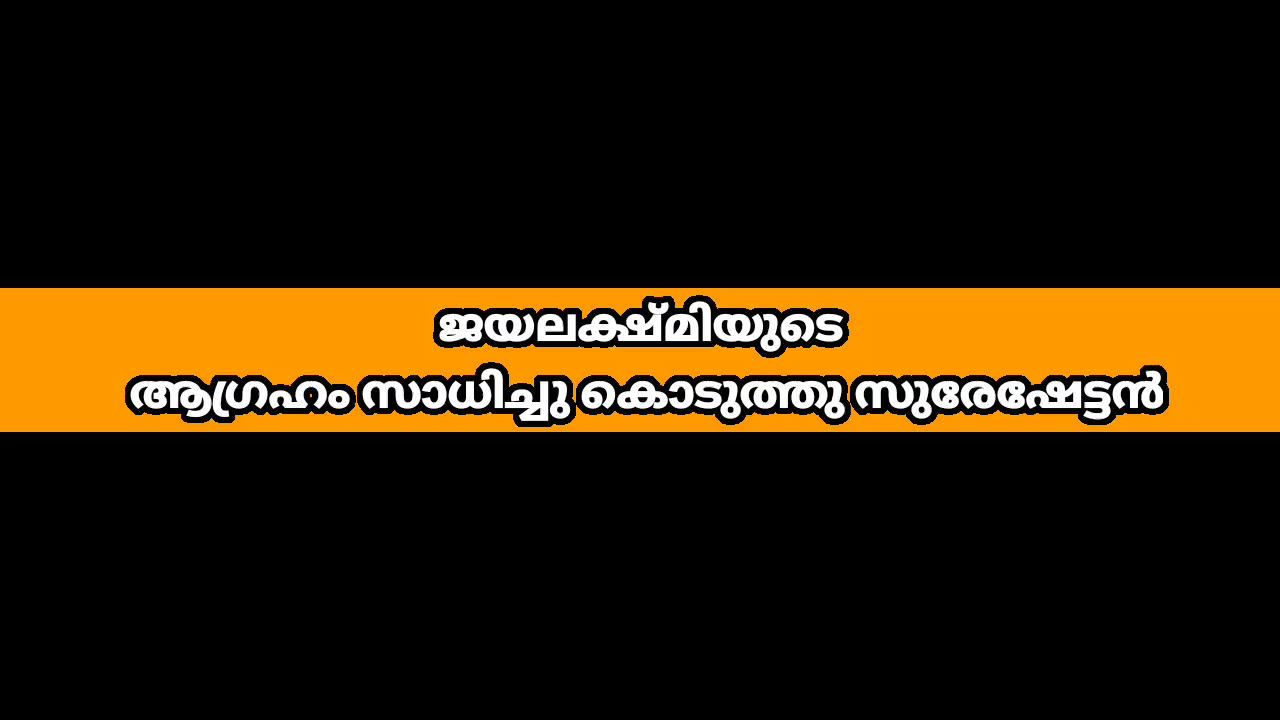 ജയലക്ഷ്മിയുടെ
ആഗ്രഹം സാധിച്ചു കൊടുത്തു സുരേഷേട്ടൻ